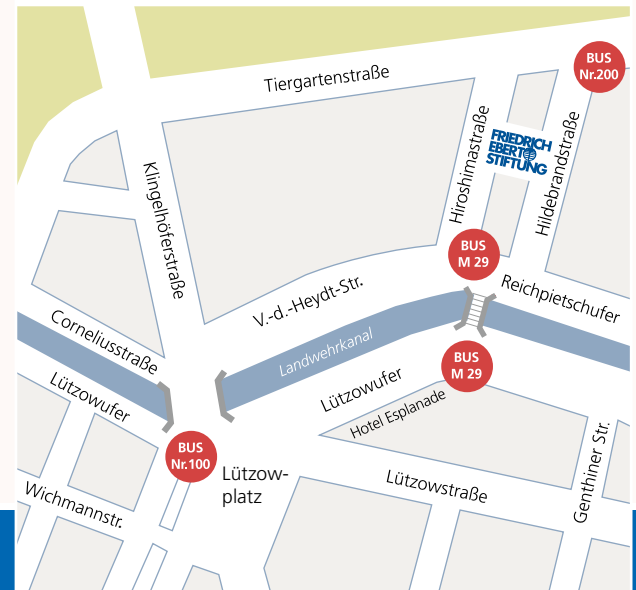 BUS
Nr.200
Tiergartenstraße
FRIEDRICH
EBERT
STIFTUNG
Hiroshimastraße
Hildebrandstraße
Klingelhöferstraße
BUS
M 29
Reichpietschufer
V.-d.-Heydt-Str.
Corneliusstraße
Landwehrkanal
BUS
M 29
Lützowufer
Lützowufer
Hotel Esplanade
BUS
Nr.100
Lützow-
platz
Lützowstraße
Genthiner Str.
Wichmannstr.